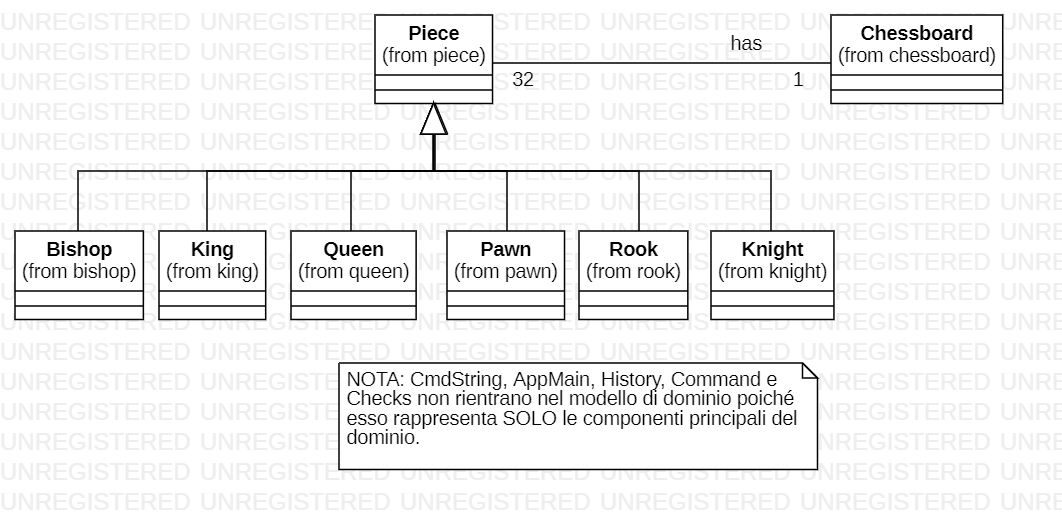 Piece
(from piece)
has
Chessboard
(from chessboard)
32
1
Bishop
(from bishop)
King
(from king)
Queen
(from queen)
Pawn
(from pawn)
Rook
(from rook)
Knight
(from knight)
NOTA: CmdString, AppMain, History, Command e
Checks non rientrano nel modello di dominio poiché
esso rappresenta SOLO le componenti principali del
dominio.
UNREGISTERED